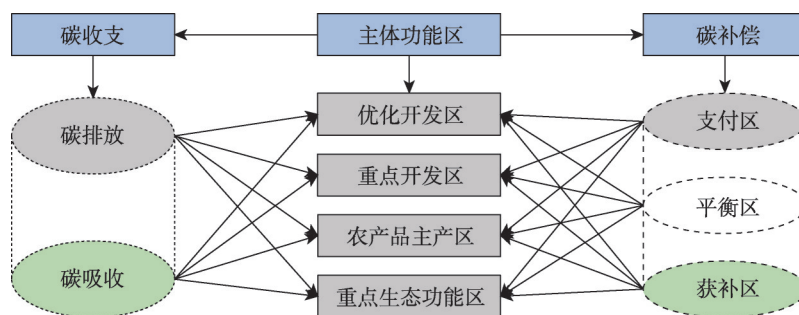 碳收支
主体功能区
碳补偿
碳排放
优化开发区
支付区
重点开发区
平衡区
农产品主产区
碳吸收
重点生态功能区
获补区